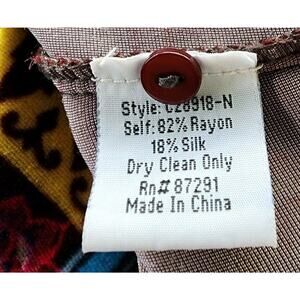 Style: C28918-N
Self: 82% Rayon
18% Silk
Dry Clean Only
Rn# 87291
Made In China